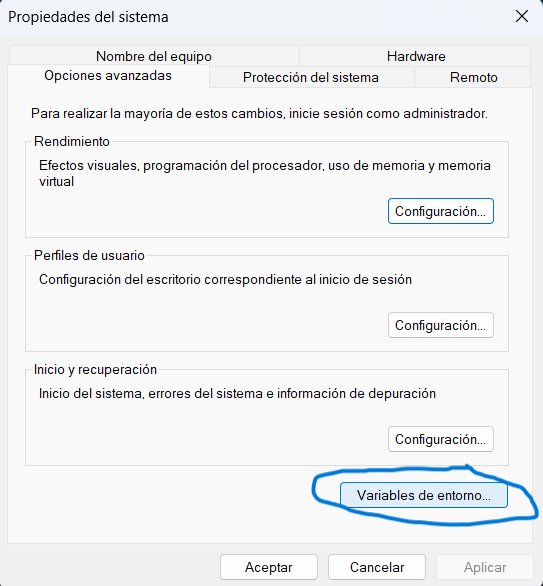 Propiedades del sistema
Nombre del equipo
Hardware
Opciones avanzadas
Protección del sistema
Remoto
Para realizar la mayoría de estos cambios, inicie sesión como administrador.
Rendimiento
Efectos visuales, programación del procesador, uso de memoria y memoria
virtual
Configuración...
Perfiles de usuario
Configuración del escritorio correspondiente al inicio de sesión
Configuración...
Inicio y recuperación
Inicio del sistema, errores del sistema e información de depuración
Configuración...
Variables de entorno...
Aceptar
Cancelar
Aplicar